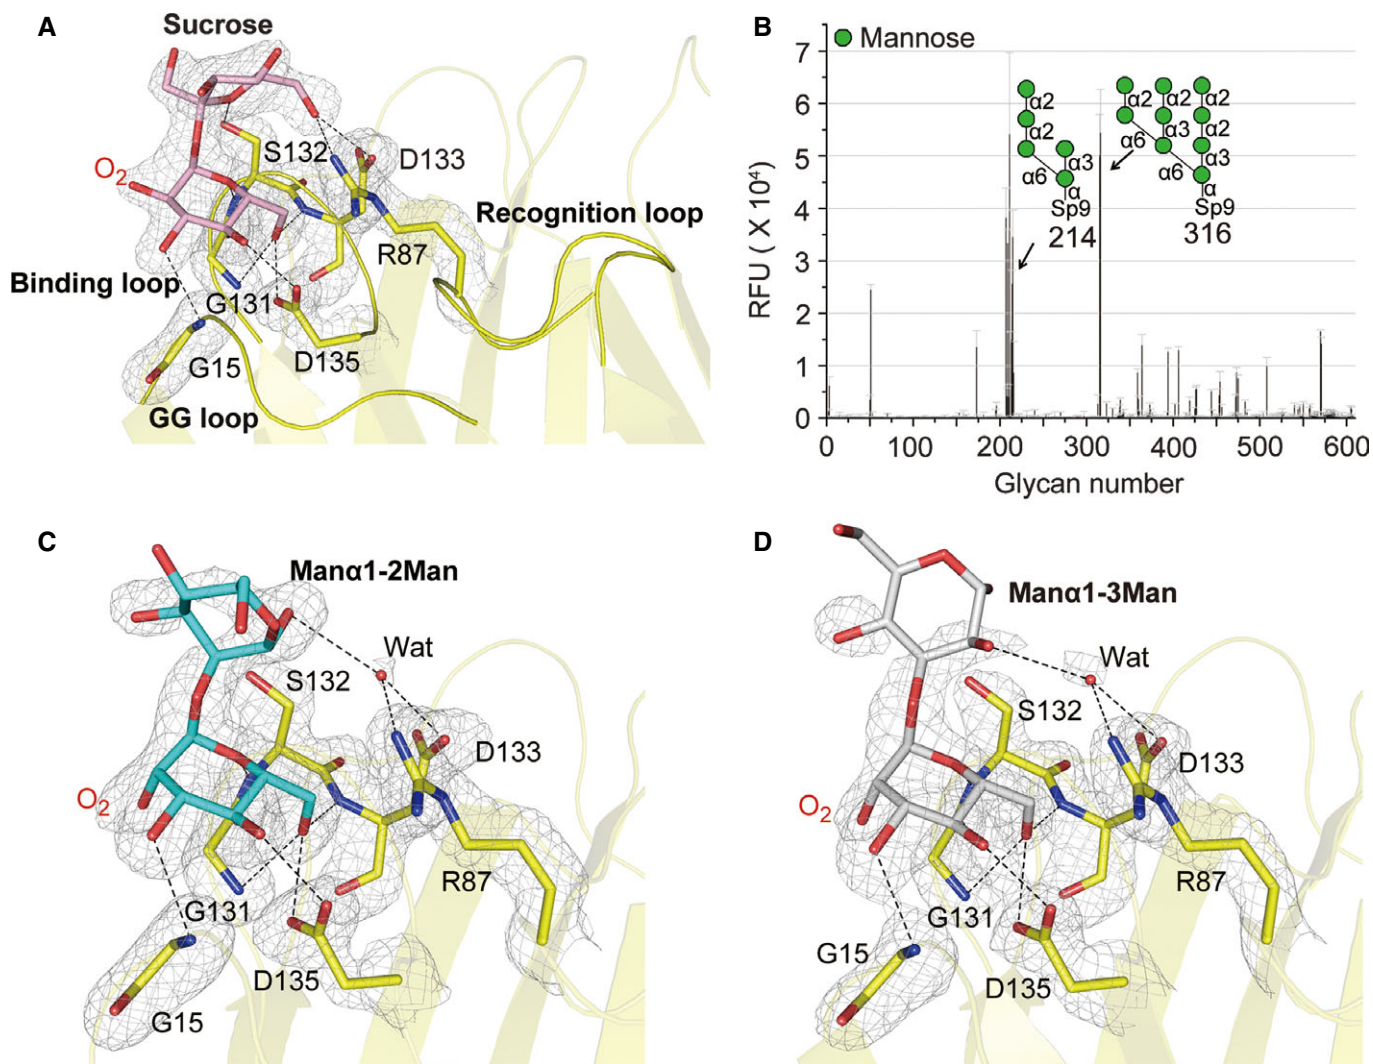 A
Sucrose
O2
S132
D133
Recognition loop
R87
Binding loop
G131
D135
G15
GG loop
B
Mannose
7
6
5
4
3
2
1
0
RFU ( X 10⁴)
α2
α2
α6
α3
α
Sp9
214
α2
α2
α2
α3
α2
α6
α6
α3
α
Sp9
316
0
100
200
300
400
500
600
Glycan number
C
Manα1-2Man
Wat
S132
D133
O2
R87
G131
D135
G15
D
Manα1-3Man
Wat
S132
D133
O2
R87
G131
G15
D135